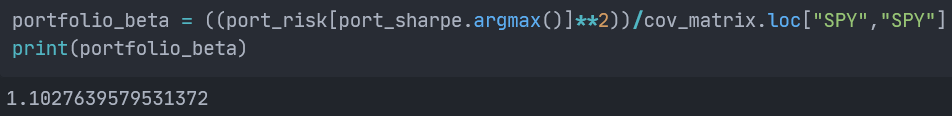 portfolio_beta = ((port_risk[port_sharpe.argmax()]**2))/cov_matrix.loc["SPY","SPY"]
print(portfolio_beta)
1.1027639579531372